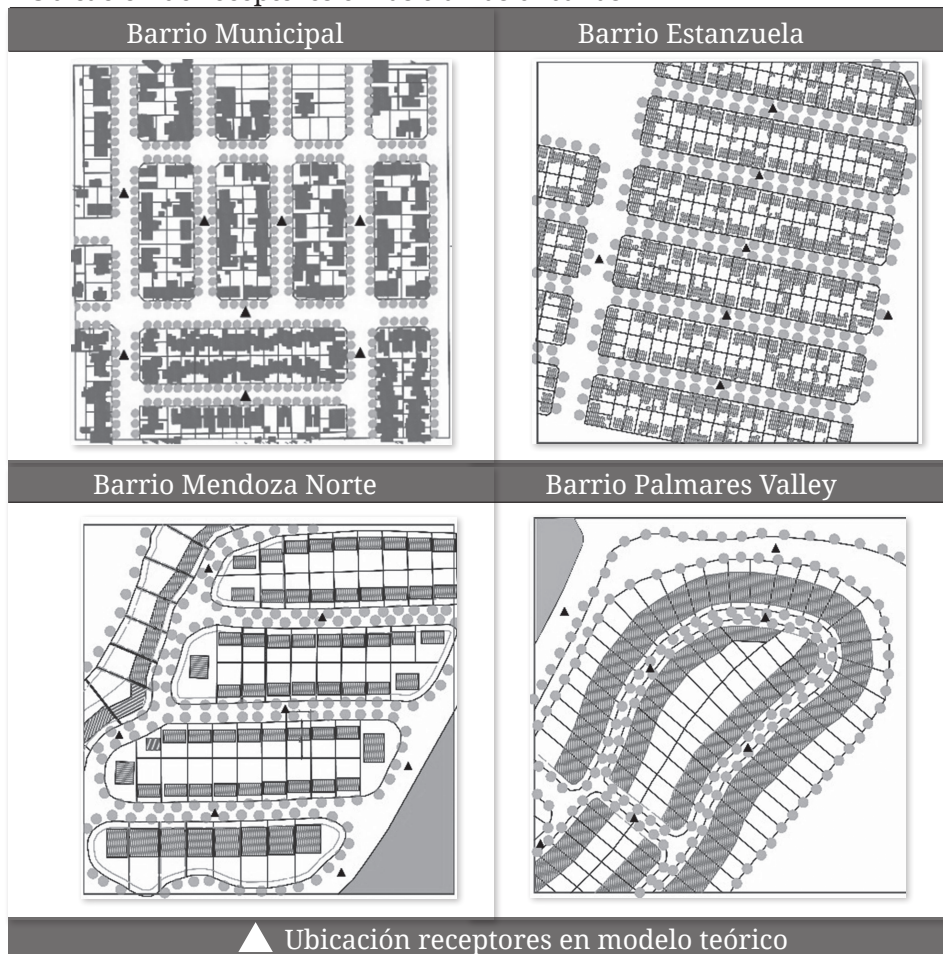 Barrio Municipal
Barrio Estanzuela
Barrio Mendoza Norte
Barrio Palmares Valley
Ubicación receptores en modelo teórico